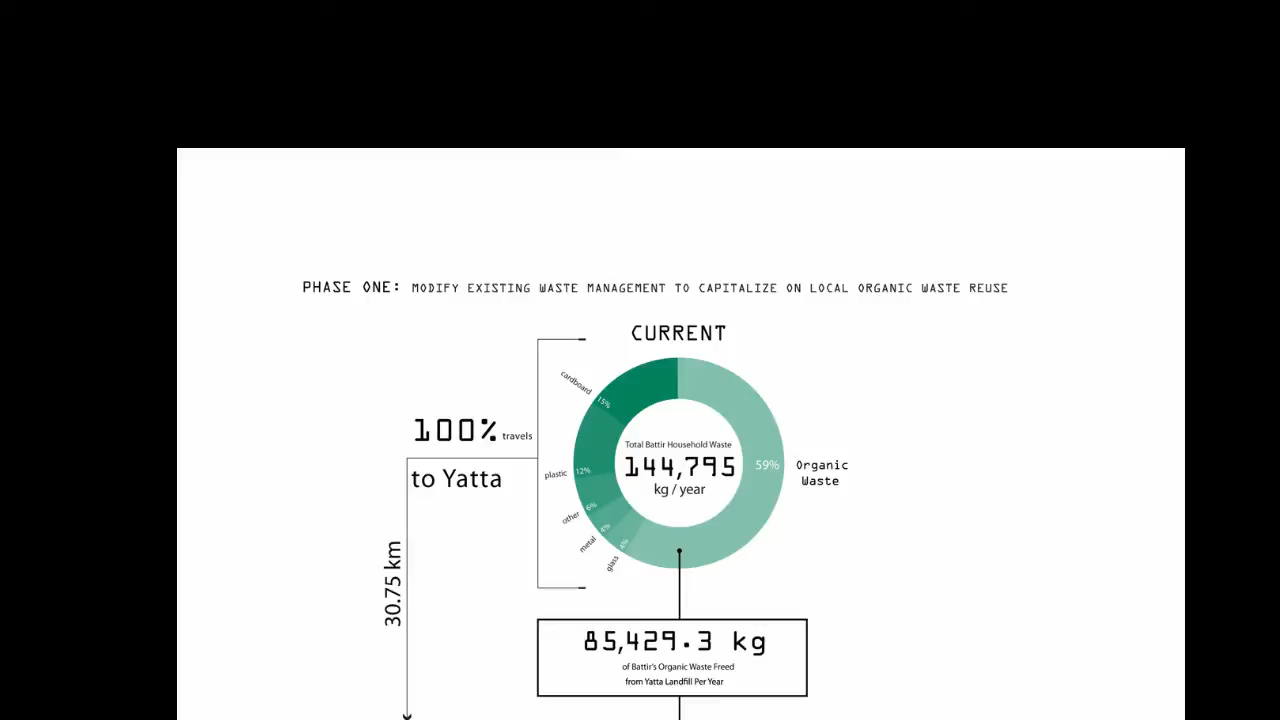 PHASE ONE: MODIFY EXISTING WASTE MANAGEMENT TO CAPITALIZE ON LOCAL ORGANIC WASTE REUSE
CURRENT
cardboard
15%
100% travels
to Yatta
Total Battir Household Waste
144,795
kg / year
59%
Organic
Waste
plastic
12%
other
6%
metal
4%
glass
4%
30.75 km
85,429.3 kg
of Battir's Organic Waste Freed
from Yatta Landfill Per Year